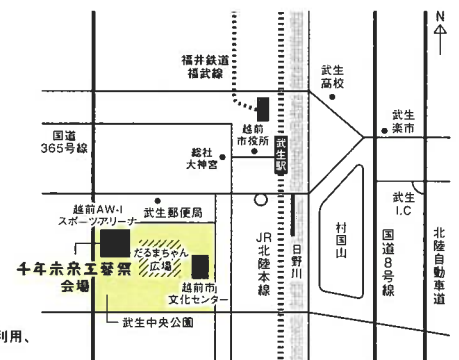 N
福井鉄道
福武線
武生
高校
越前
市役所
武生駅
武生
楽市
国道
365号線
総社
大神宮
武生
I.C
越前AW-I
スポーツアリーナ
武生郵便局
だるまちゃん
広場
千年未来工藝祭
会場
越前市
文化センター
武生中央公園
JR北陸本線
日野川
村国山
国道8号線
北陸自動車道
利用、